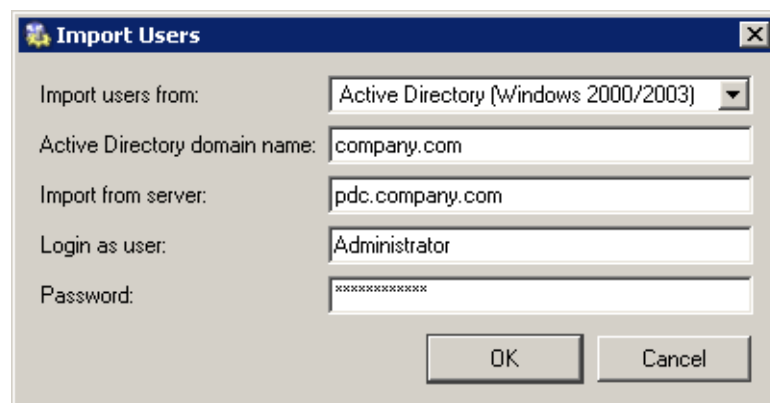 Import Users
Import users from: Active Directory (Windows 2000/2003)
Active Directory domain name: company.com
Import from server: pdc.company.com
Login as user: Administrator
Password: ************
OK Cancel